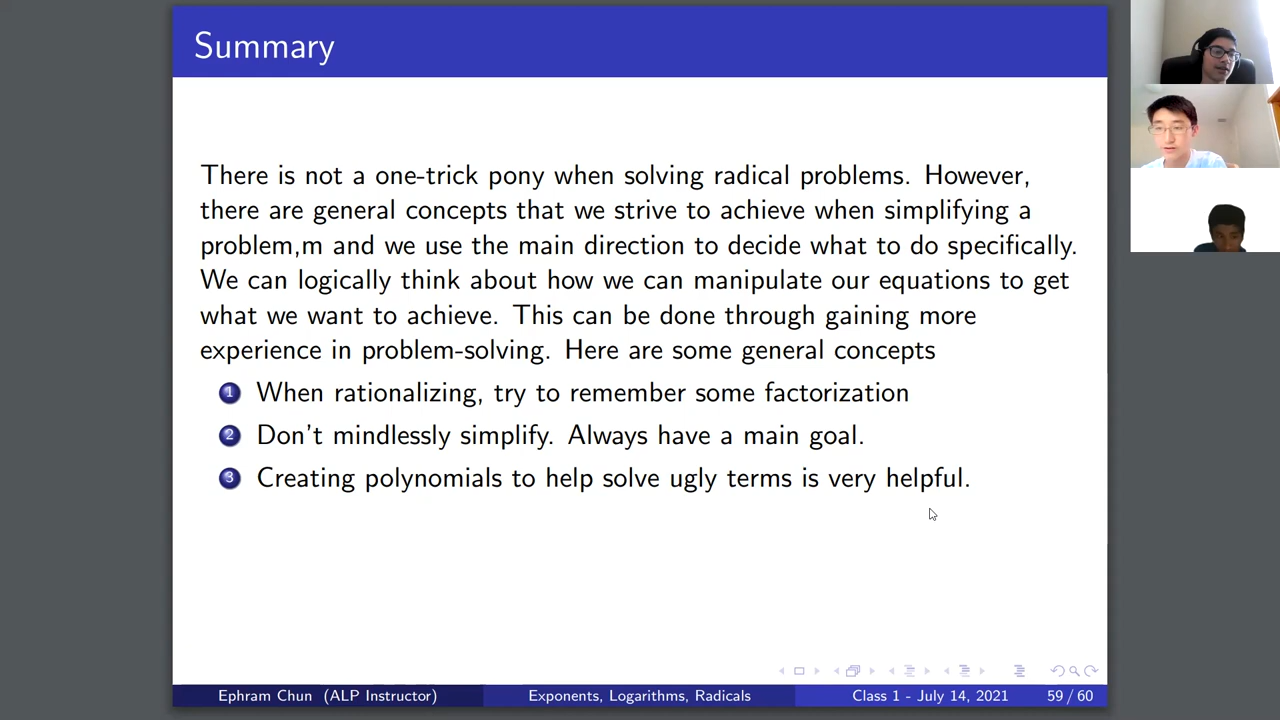 Summary
There is not a one-trick pony when solving radical problems. However,
there are general concepts that we strive to achieve when simplifying a
problem,m and we use the main direction to decide what to do specifically.
We can logically think about how we can manipulate our equations to get
what we want to achieve. This can be done through gaining more
experience in problem-solving. Here are some general concepts
1 When rationalizing, try to remember some factorization
2 Don't mindlessly simplify. Always have a main goal.
3 Creating polynomials to help solve ugly terms is very helpful.
Ephram Chun (ALP Instructor) Exponents, Logarithms, Radicals Class 1 - July 14, 2021 59 / 60